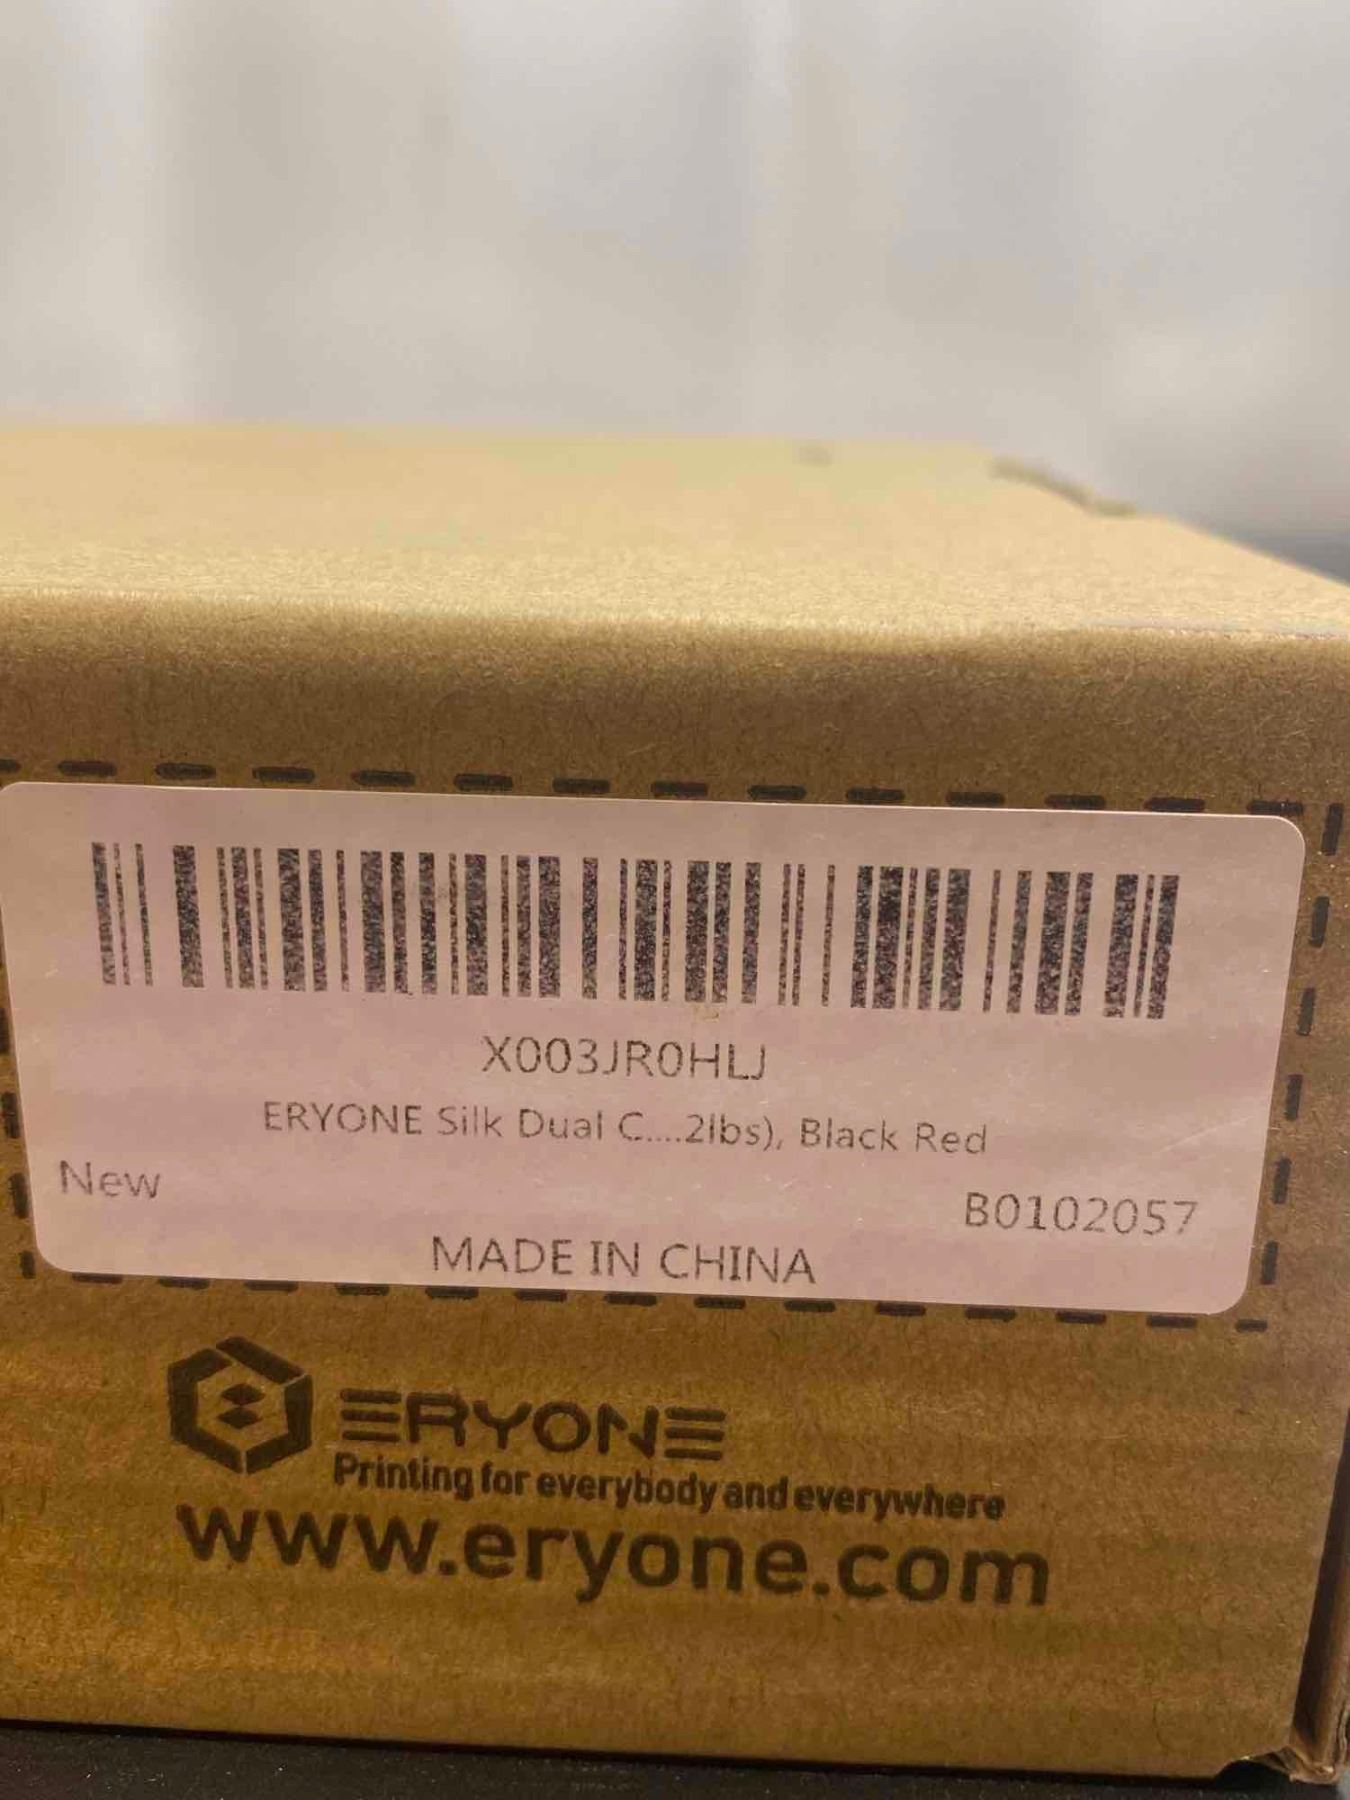 X003JR0HLJ
ERYONE Silk Dual C....2lbs), Black Red
New
B0102057
MADE IN CHINA
ERYONE
Printing for everybody and everywhere
www.eryone.com